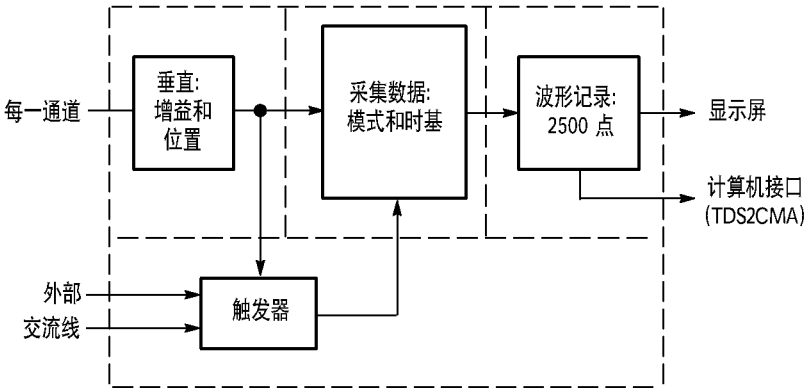 每一通道
垂直:
增益和
位置
采集数据:
模式和时基
波形记录:
2500 点
显示屏
计算机接口
(TDS2CMA)
外部
交流线
触发器